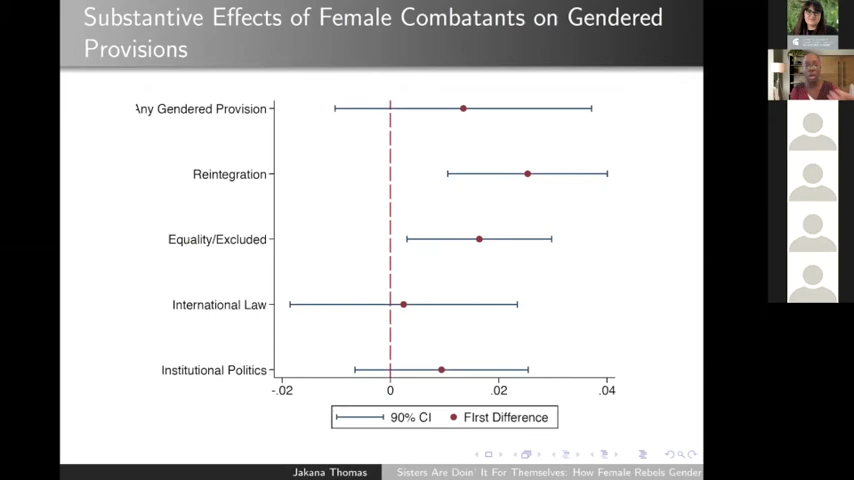 Substantive Effects of Female Combatants on Gendered
Provisions
Any Gendered Provision
Reintegration
Equality/Excluded
International Law
Institutional Politics
-.02 0 .02 .04
90% CI FIrst Difference
Jakana Thomas Sisters Are Doin' It For Themselves: How Female Rebels Gender